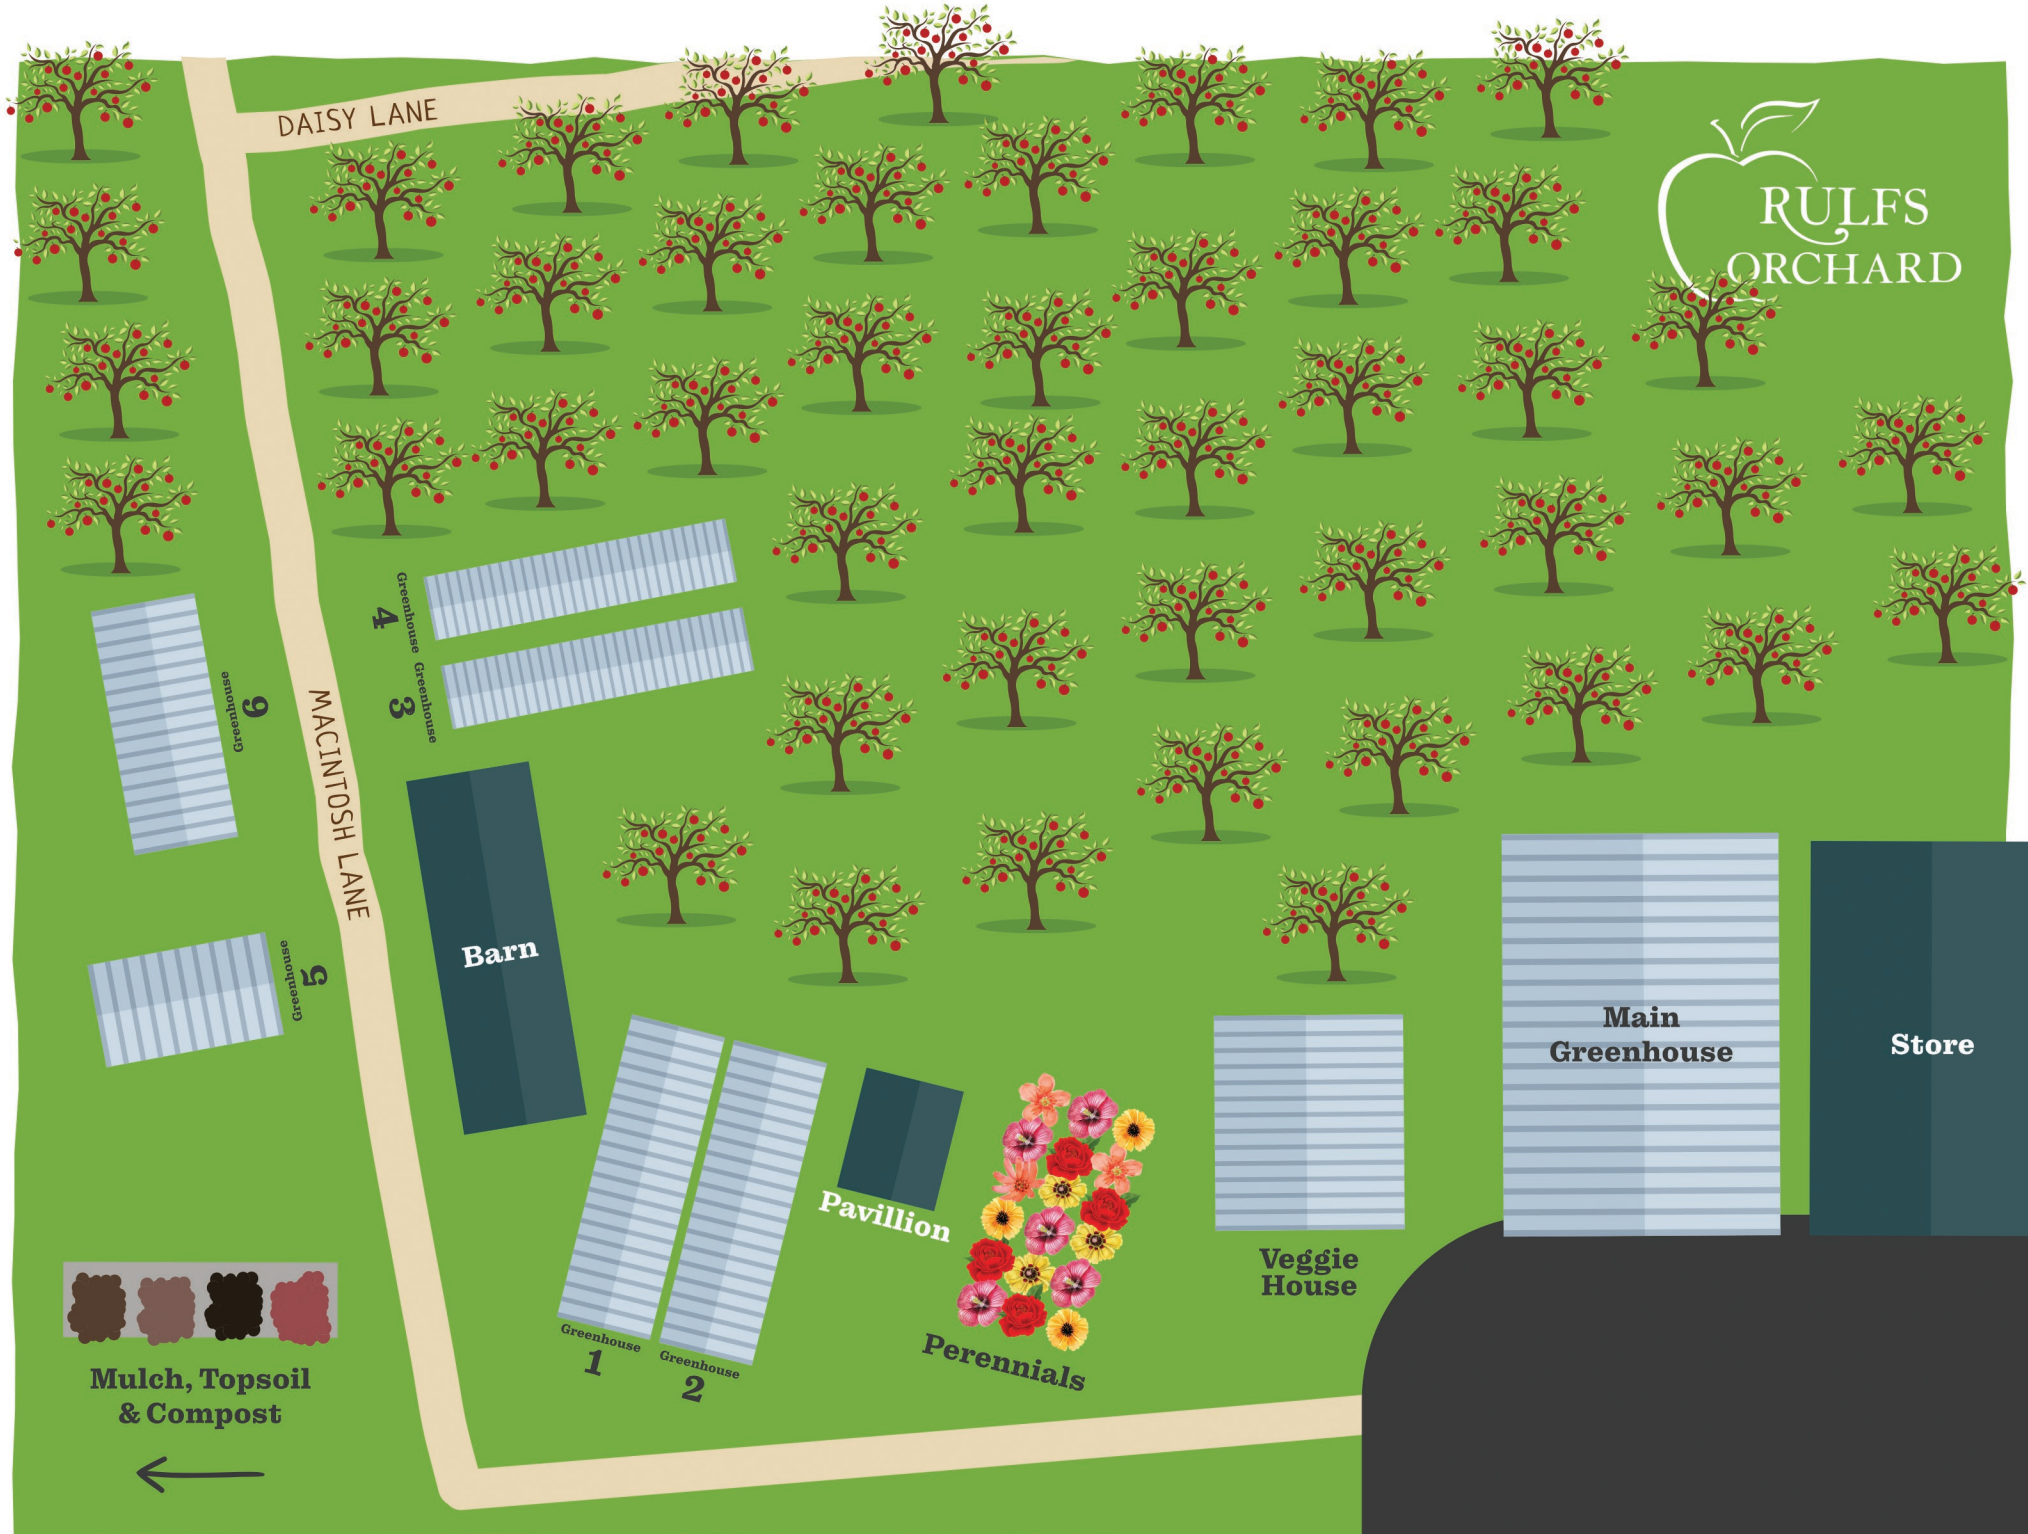 DAISY LANE
RULFS
ORCHARD
Greenhouse
4
Greenhouse
3
Greenhouse
6
MACINTOSH LANE
Barn
Greenhouse
5
Main
Greenhouse
Store
Pavillion
Veggie
House
Greenhouse
1
Greenhouse
2
Perennials
Mulch, Topsoil
& Compost